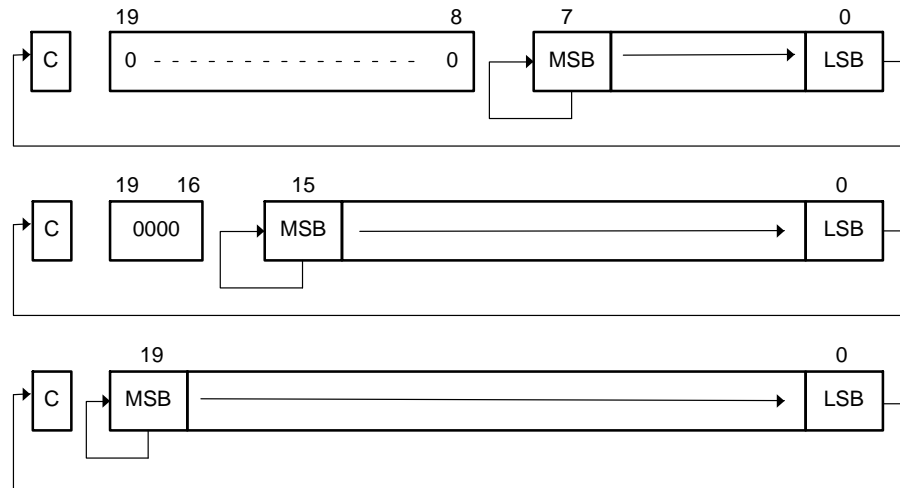 19 8 7 0
C 0 - - - - - - - - - - - - - - - 0 MSB LSB
19 16 15 0
C 0000 MSB LSB
19 0
C MSB LSB